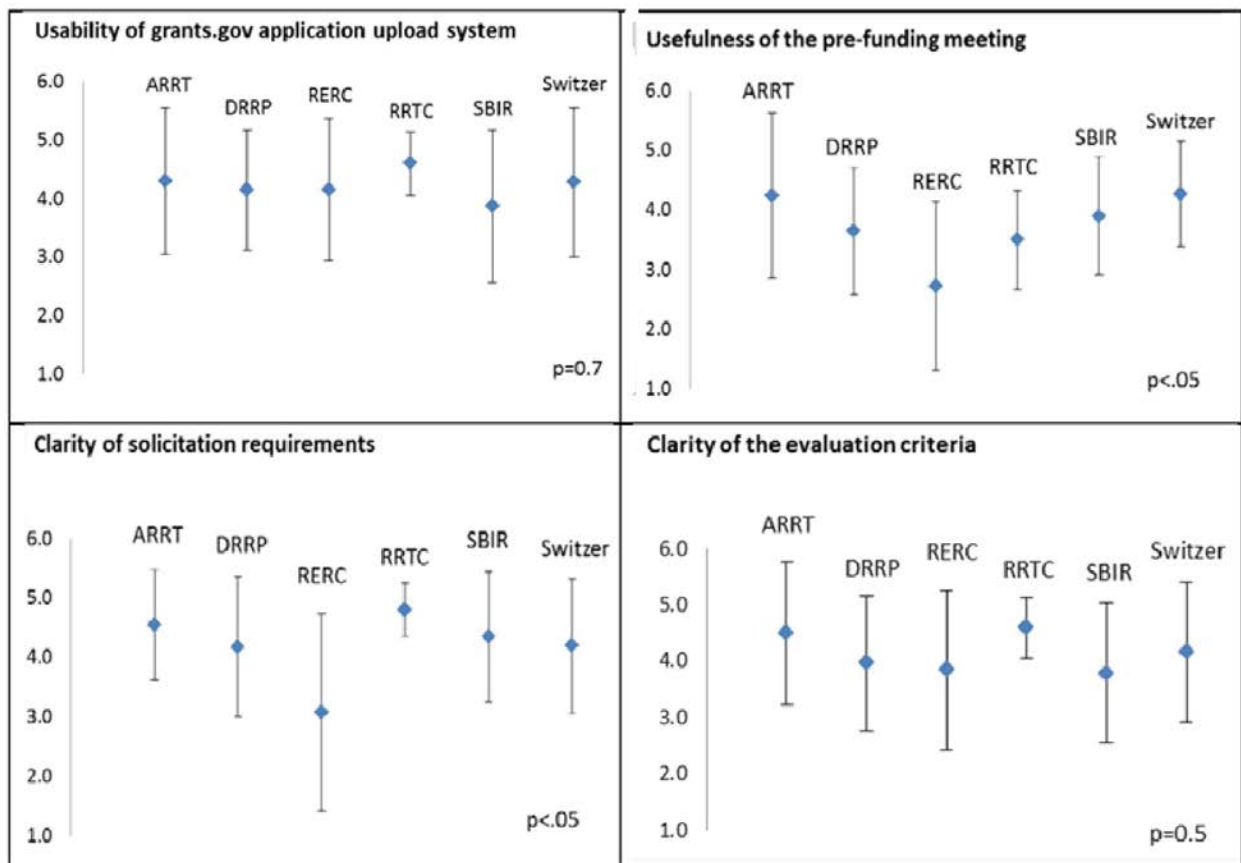 Usability of grants.gov application upload system
6.0
5.0
4.0
3.0
2.0
1.0
ARRT
DRRP
RERC
RRTC
SBIR
Switzer
p=0.7
Usefulness of the pre-funding meeting
6.0
5.0
4.0
3.0
2.0
1.0
ARRT
DRRP
RERC
RRTC
SBIR
Switzer
p<.05
Clarity of solicitation requirements
6.0
5.0
4.0
3.0
2.0
1.0
ARRT
DRRP
RERC
RRTC
SBIR
Switzer
p<.05
Clarity of the evaluation criteria
6.0
5.0
4.0
3.0
2.0
1.0
ARRT
DRRP
RERC
RRTC
SBIR
Switzer
p=0.5